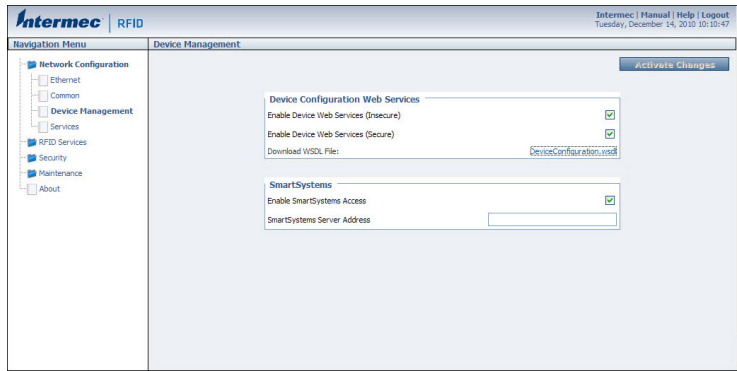 Intermec RFID
Intermec | Manual | Help | Logout
Tuesday, December 14, 2010 10:10:47
Navigation Menu
Device Management
Network Configuration
Ethernet
Common
Device Management
Services
RFID Services
Security
Maintenance
About
Activate Changes
Device Configuration Web Services
Enable Device Web Services (Insecure)
Enable Device Web Services (Secure)
Download WSDL File: DeviceConfiguration.wsdl
SmartSystems
Enable SmartSystems Access
SmartSystems Server Address